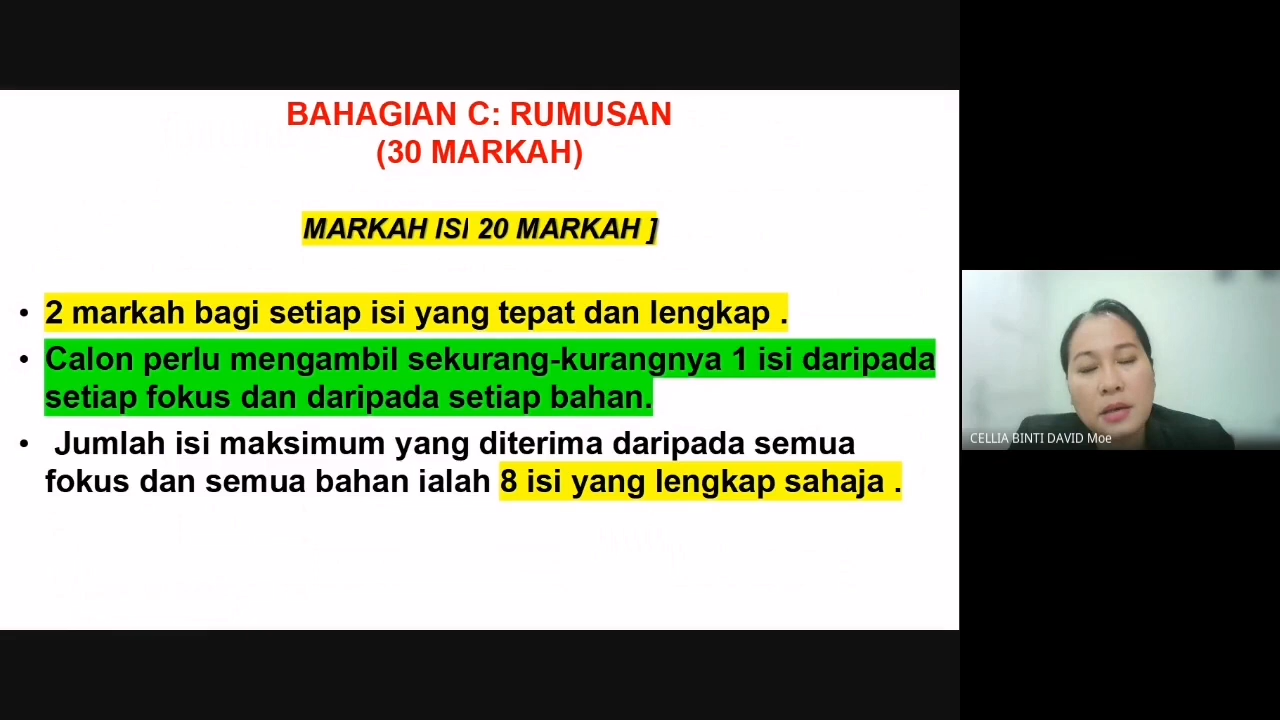 BAHAGIAN C: RUMUSAN
(30 MARKAH)
MARKAH ISI 20 MARKAH ]
• 2 markah bagi setiap isi yang tepat dan lengkap .
• Calon perlu mengambil sekurang-kurangnya 1 isi daripada
setiap fokus dan daripada setiap bahan.
• Jumlah isi maksimum yang diterima daripada semua
fokus dan semua bahan ialah 8 isi yang lengkap sahaja .
CELLIA BINTI DAVID Moe